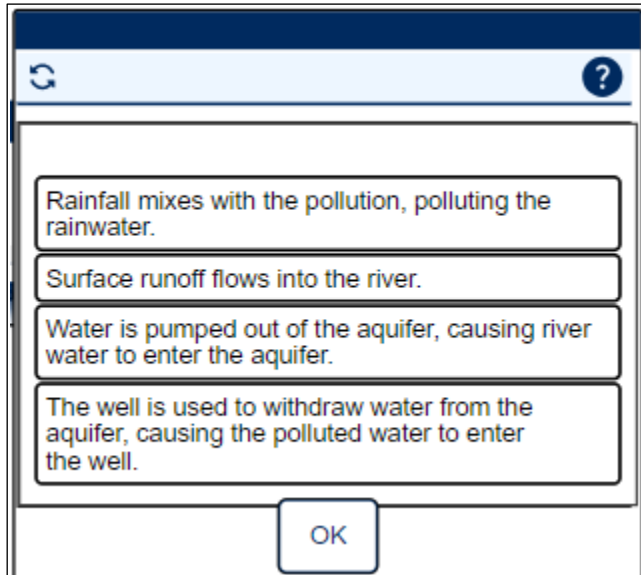 ?
Rainfall mixes with the pollution, polluting the
rainwater.
Surface runoff flows into the river.
Water is pumped out of the aquifer, causing river
water to enter the aquifer.
The well is used to withdraw water from the
aquifer, causing the polluted water to enter
the well.
OK